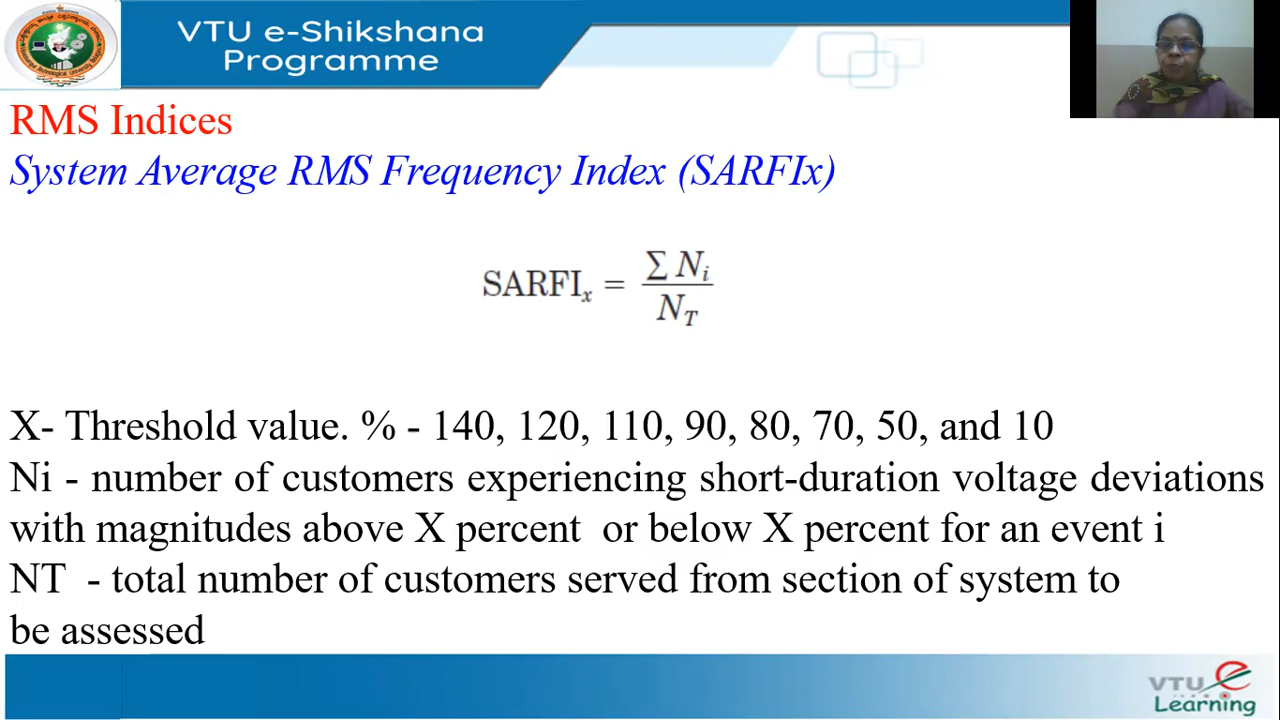 VTU e-Shikshana
Programme
RMS Indices
System Average RMS Frequency Index (SARFIx)
SARFIₓ = Σ Nᵢ / N_T
X- Threshold value. % - 140, 120, 110, 90, 80, 70, 50, and 10
Ni - number of customers experiencing short-duration voltage deviations
with magnitudes above X percent or below X percent for an event i
NT - total number of customers served from section of system to
be assessed
VTU e
Learning